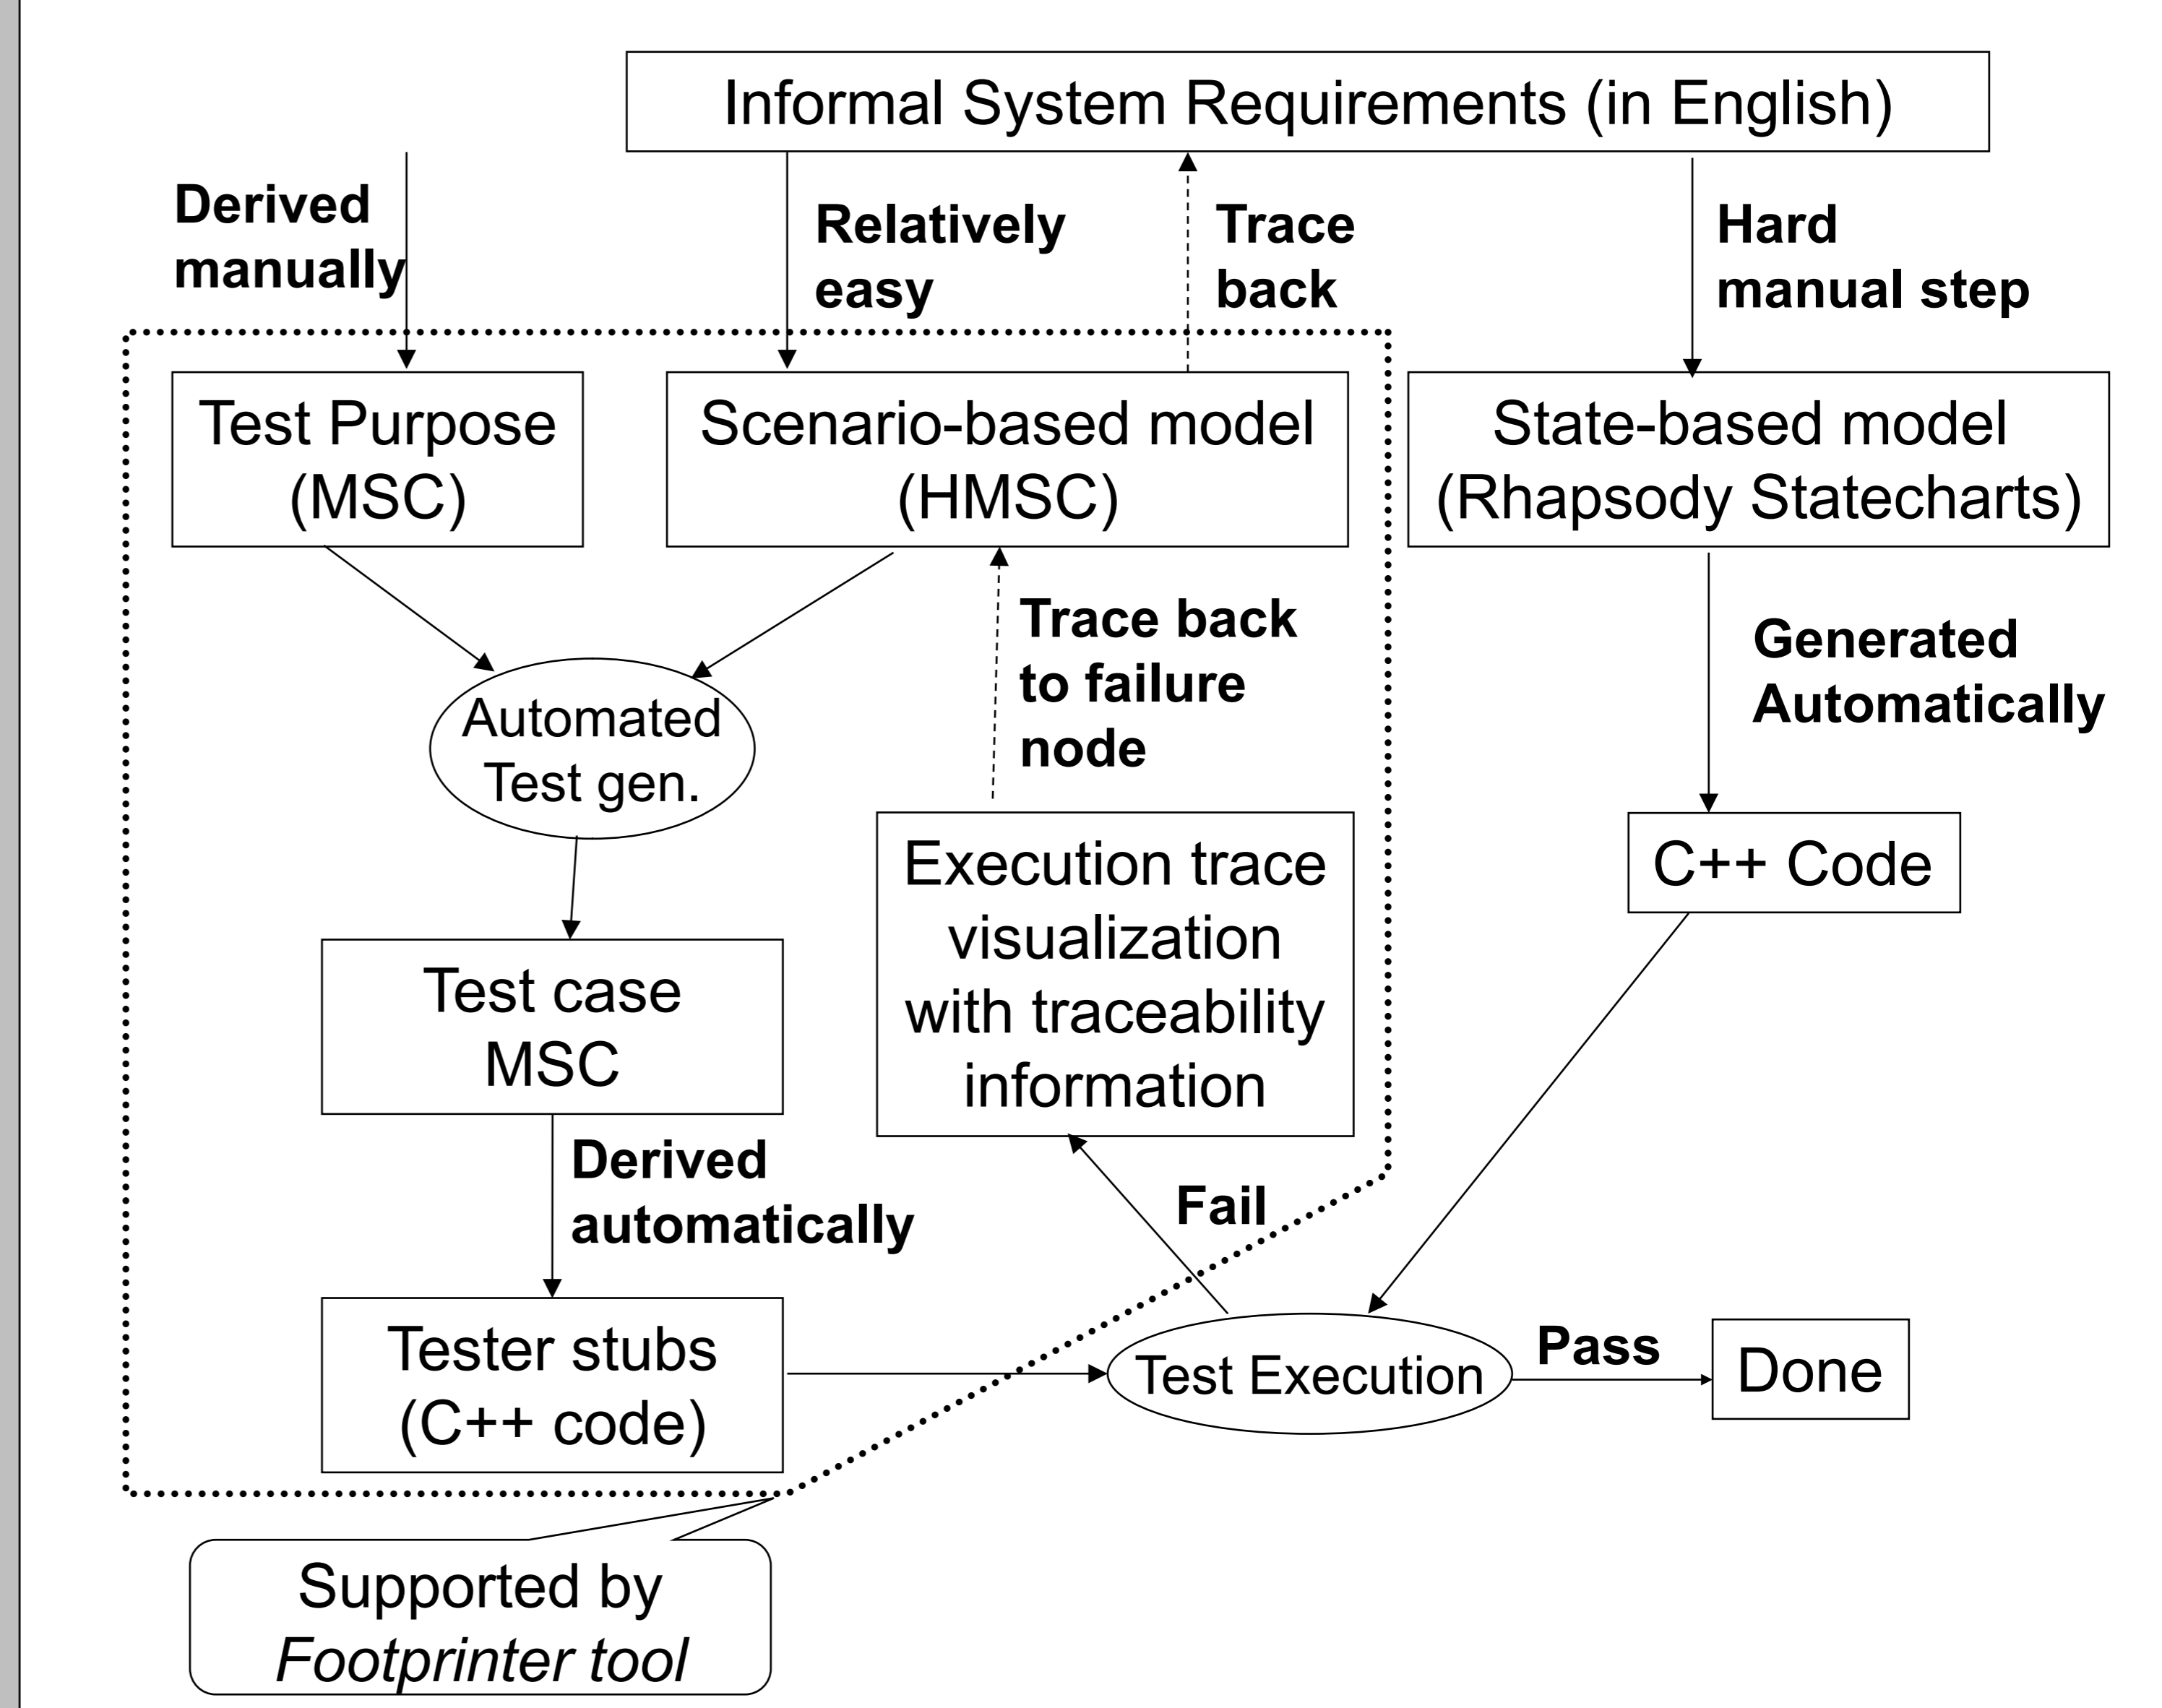 Informal System Requirements (in English)
Derived
manually
Relatively
easy
Trace
back
Hard
manual step
Test Purpose
(MSC)
Scenario-based model
(HMSC)
State-based model
(Rhapsody Statecharts)
Trace back
to failure
node
Generated
Automatically
Automated
Test gen.
Execution trace
visualization
with traceability
information
C++ Code
Test case
MSC
Derived
automatically
Fail
Tester stubs
(C++ code)
Test Execution
Pass
Done
Supported by
Footprinter tool